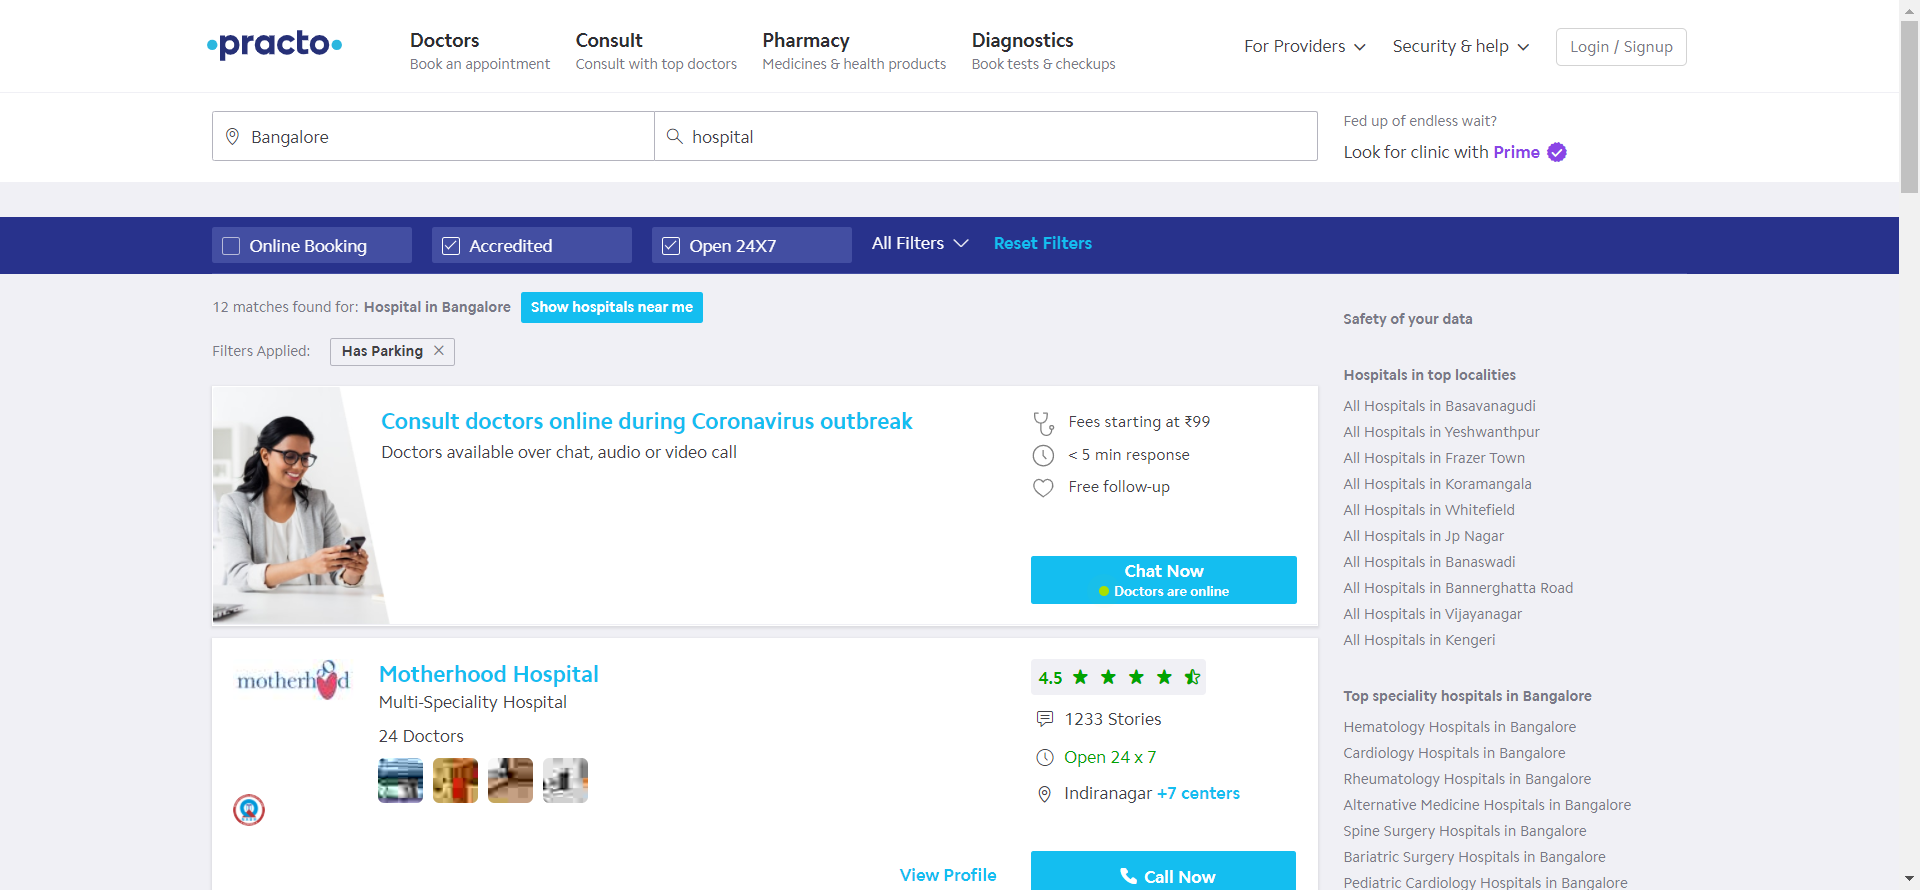 practo
Doctors
Book an appointment
Consult
Consult with top doctors
Pharmacy
Medicines & health products
Diagnostics
Book tests & checkups
For Providers
Security & help
Login / Signup
Bangalore
hospital
Fed up of endless wait?
Look for clinic with Prime
Online Booking
Accredited
Open 24X7
All Filters
Reset Filters
12 matches found for: Hospital in Bangalore
Show hospitals near me
Filters Applied:
Has Parking
Consult doctors online during Coronavirus outbreak
Doctors available over chat, audio or video call
Fees starting at ₹99
< 5 min response
Free follow-up
Chat Now
Doctors are online
motherhood
Motherhood Hospital
Multi-Speciality Hospital
24 Doctors
4.5
1233 Stories
Open 24 x 7
Indiranagar +7 centers
View Profile
Call Now
Safety of your data
Hospitals in top localities
All Hospitals in Basavanagudi
All Hospitals in Yeshwanthpur
All Hospitals in Frazer Town
All Hospitals in Koramangala
All Hospitals in Whitefield
All Hospitals in Jp Nagar
All Hospitals in Banaswadi
All Hospitals in Bannerghatta Road
All Hospitals in Vijayanagar
All Hospitals in Kengeri
Top speciality hospitals in Bangalore
Hematology Hospitals in Bangalore
Cardiology Hospitals in Bangalore
Rheumatology Hospitals in Bangalore
Alternative Medicine Hospitals in Bangalore
Spine Surgery Hospitals in Bangalore
Bariatric Surgery Hospitals in Bangalore
Pediatric Cardiology Hospitals in Bangalore